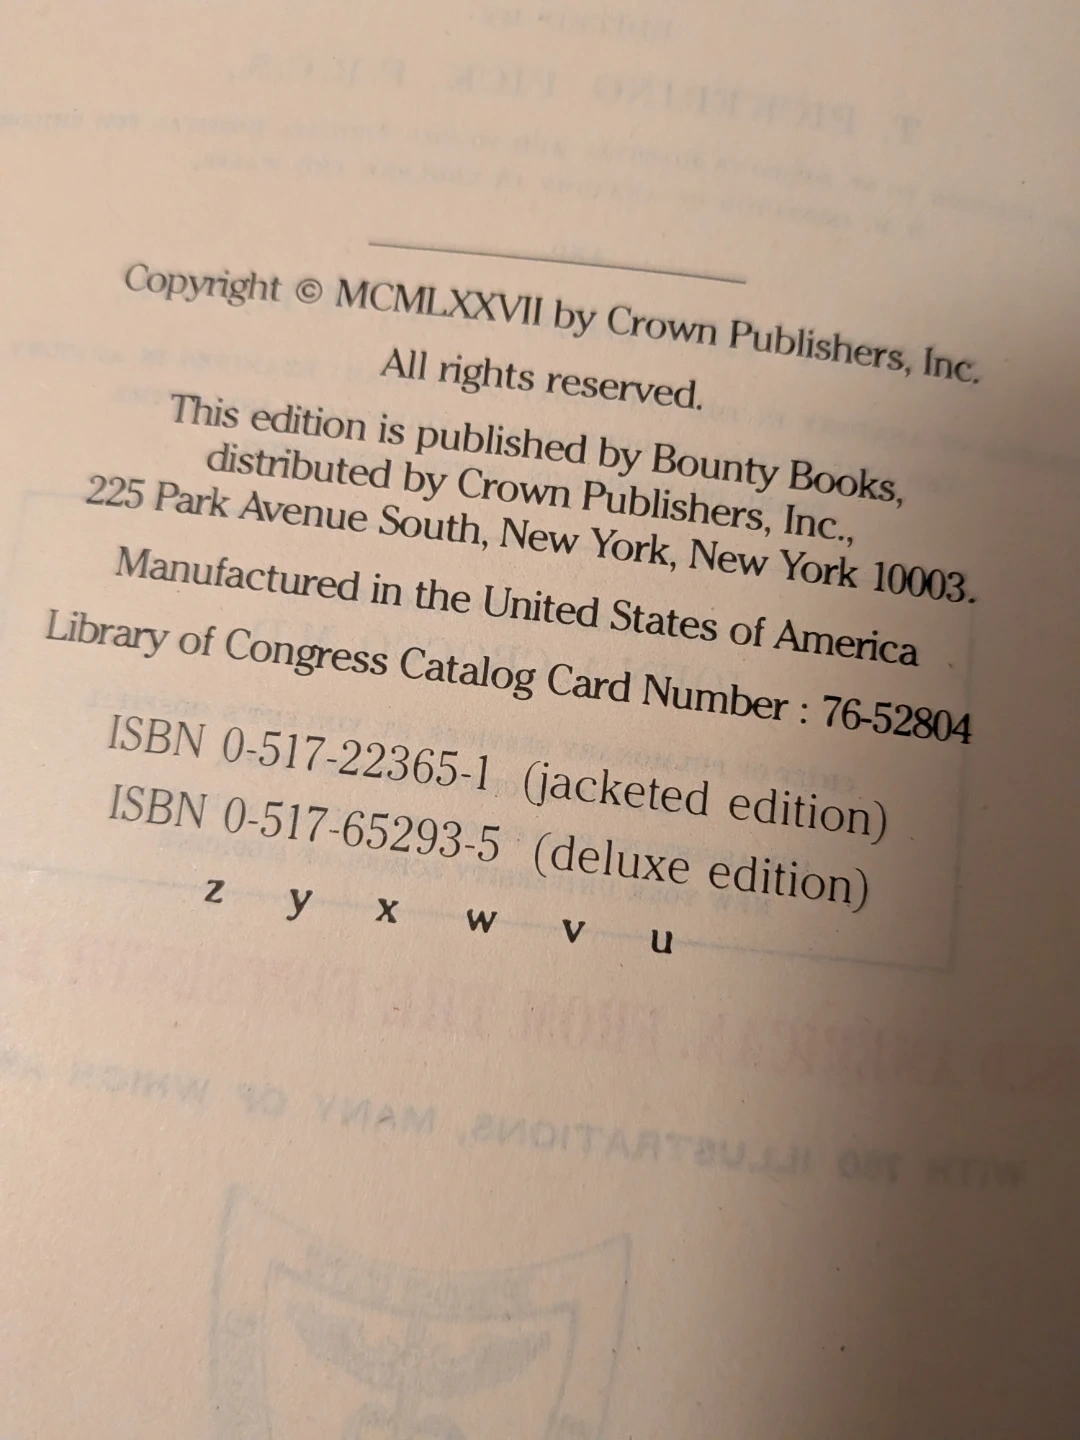 Copyright © MCMLXXVII by Crown Publishers, Inc.
All rights reserved.
This edition is published by Bounty Books,
distributed by Crown Publishers, Inc.,
225 Park Avenue South, New York, New York 10003.
Manufactured in the United States of America
Library of Congress Catalog Card Number : 76-52804
ISBN 0-517-22365-1 (jacketed edition)
ISBN 0-517-65293-5 (deluxe edition)
z y x w v u